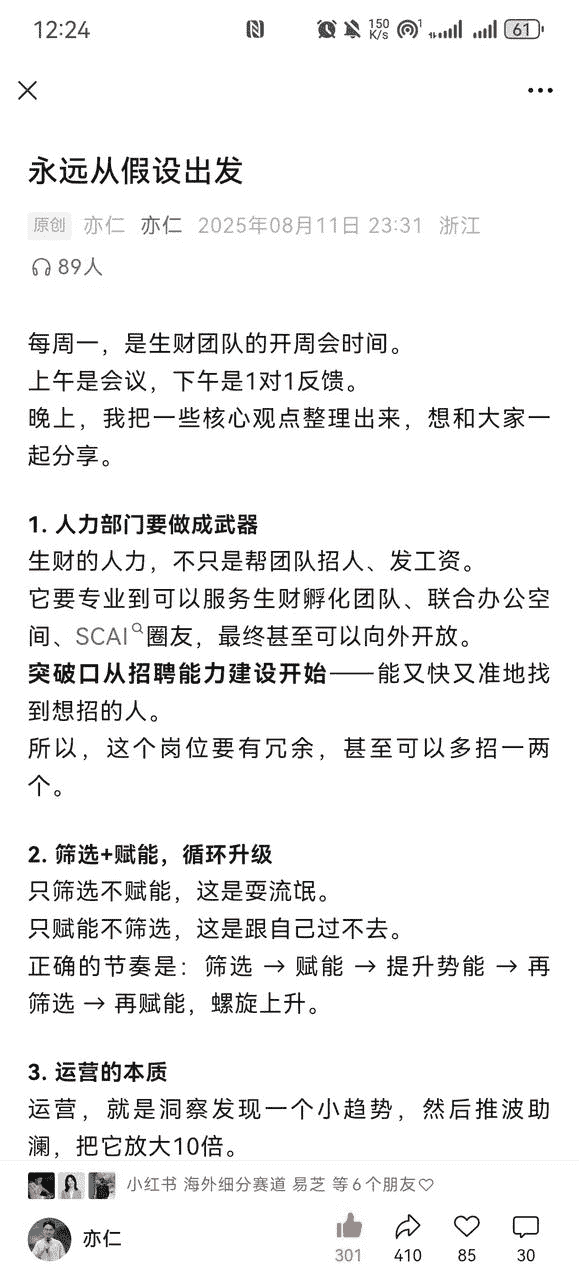 12:24
150
K/s
1
61
永远从假设出发
原创 亦仁 亦仁 2025年08月11日 23:31 浙江
89人
每周一，是生财团队的开周会时间。
上午是会议，下午是1对1反馈。
晚上，我把一些核心观点整理出来，想和大家一
起分享。
1. 人力部门要做成武器
生财的人力，不只是帮团队招人、发工资。
它要专业到可以服务生财孵化团队、联合办公空
间、SCAI圈友，最终甚至可以向外开放。
突破口从招聘能力建设开始——能又快又准地找
到想招的人。
所以，这个岗位要有冗余，甚至可以多招一两
个。
2. 筛选+赋能，循环升级
只筛选不赋能，这是耍流氓。
只赋能不筛选，这是跟自己过不去。
正确的节奏是：筛选 → 赋能 → 提升势能 → 再
筛选 → 再赋能，螺旋上升。
3. 运营的本质
运营，就是洞察发现一个小趋势，然后推波助
澜，把它放大10倍。
小红书 海外细分赛道 易芝 等6个朋友♡
亦仁
301 410 85 30